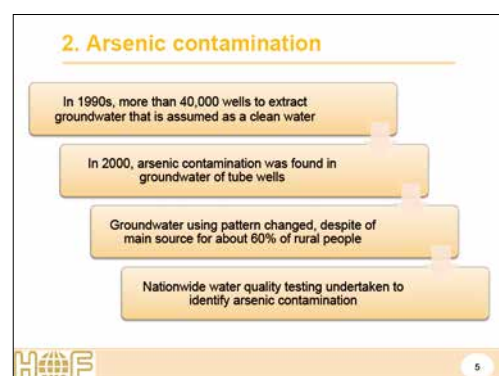 2. Arsenic contamination
In 1990s, more than 40,000 wells to extract
groundwater that is assumed as a clean water
In 2000, arsenic contamination was found in
groundwater of tube wells
Groundwater using pattern changed, despite of
main source for about 60% of rural people
Nationwide water quality testing undertaken to
identify arsenic contamination
5